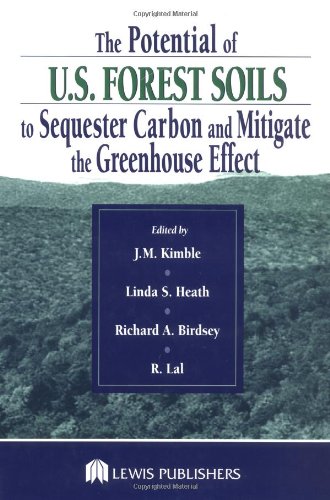 The Potential of
U.S. FOREST SOILS
to Sequester Carbon and Mitigate
the Greenhouse Effect
Edited by
J.M. Kimble
Linda S. Heath
Richard A. Birdsey
R. Lal
LEWIS PUBLISHERS